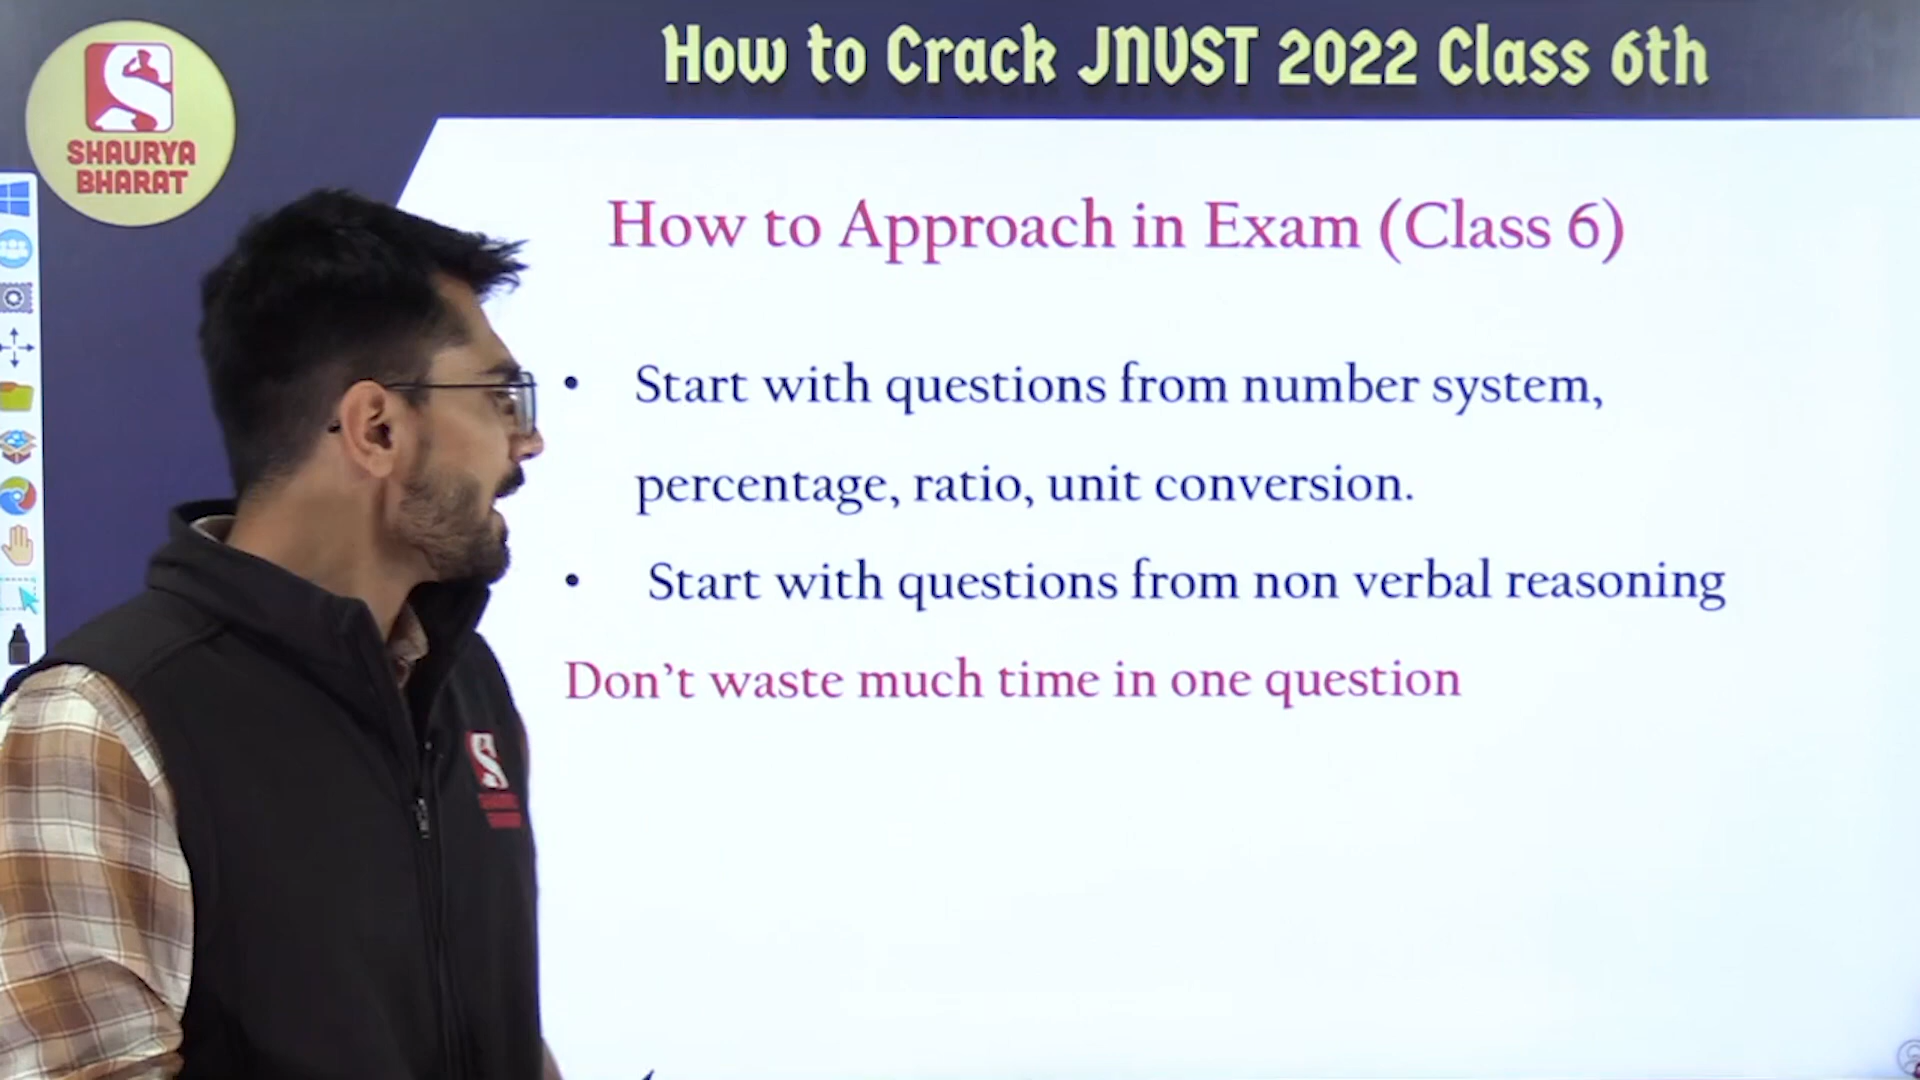 How to Crack JNVST 2022 Class 6th
SHAURYA
BHARAT
How to Approach in Exam (Class 6)
• Start with questions from number system,
percentage, ratio, unit conversion.
• Start with questions from non verbal reasoning
Don't waste much time in one question